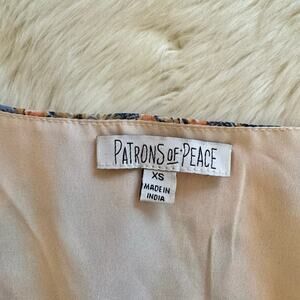 PATRONS OF PEACE
XS
MADE IN
INDIA